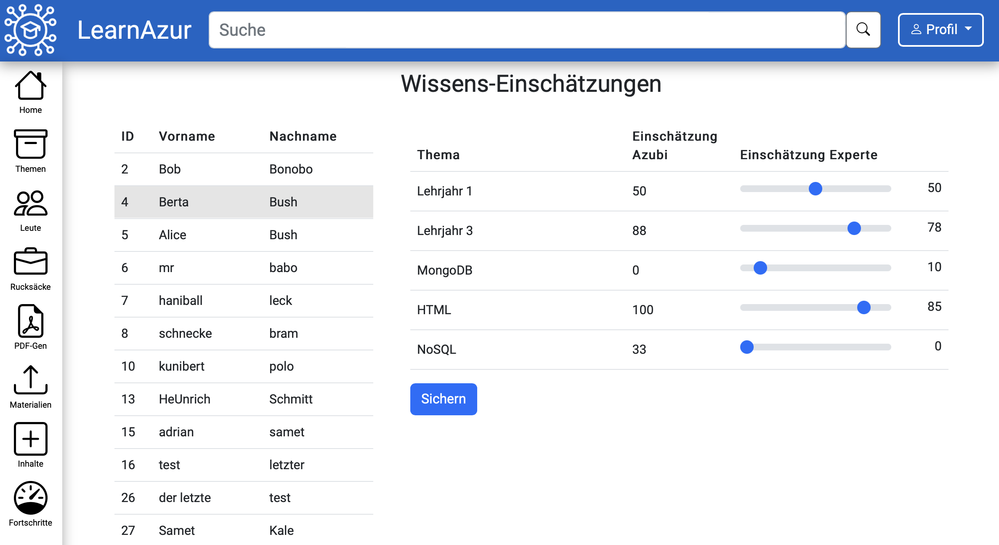 LearnAzur
Suche
Profil
Home
Themen
Leute
Rucksäcke
PDF-Gen
Materialien
Inhalte
Fortschritte
Wissens-Einschätzungen
ID Vorname Nachname
2 Bob Bonobo
4 Berta Bush
5 Alice Bush
6 mr babo
7 haniball leck
8 schnecke bram
10 kunibert polo
13 HeUnrich Schmitt
15 adrian samet
16 test letzter
26 der letzte test
27 Samet Kale
Einschätzung
Thema Azubi Einschätzung Experte
Lehrjahr 1 50 50
Lehrjahr 3 88 78
MongoDB 0 10
HTML 100 85
NoSQL 33 0
Sichern